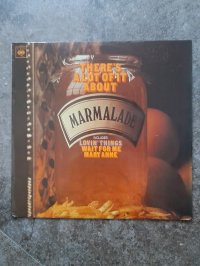 THERE'S
A LOT OF IT
ABOUT
MARMALADE
INCLUDES
LOVIN' THINGS
WAIT FOR ME
MARY ANNE